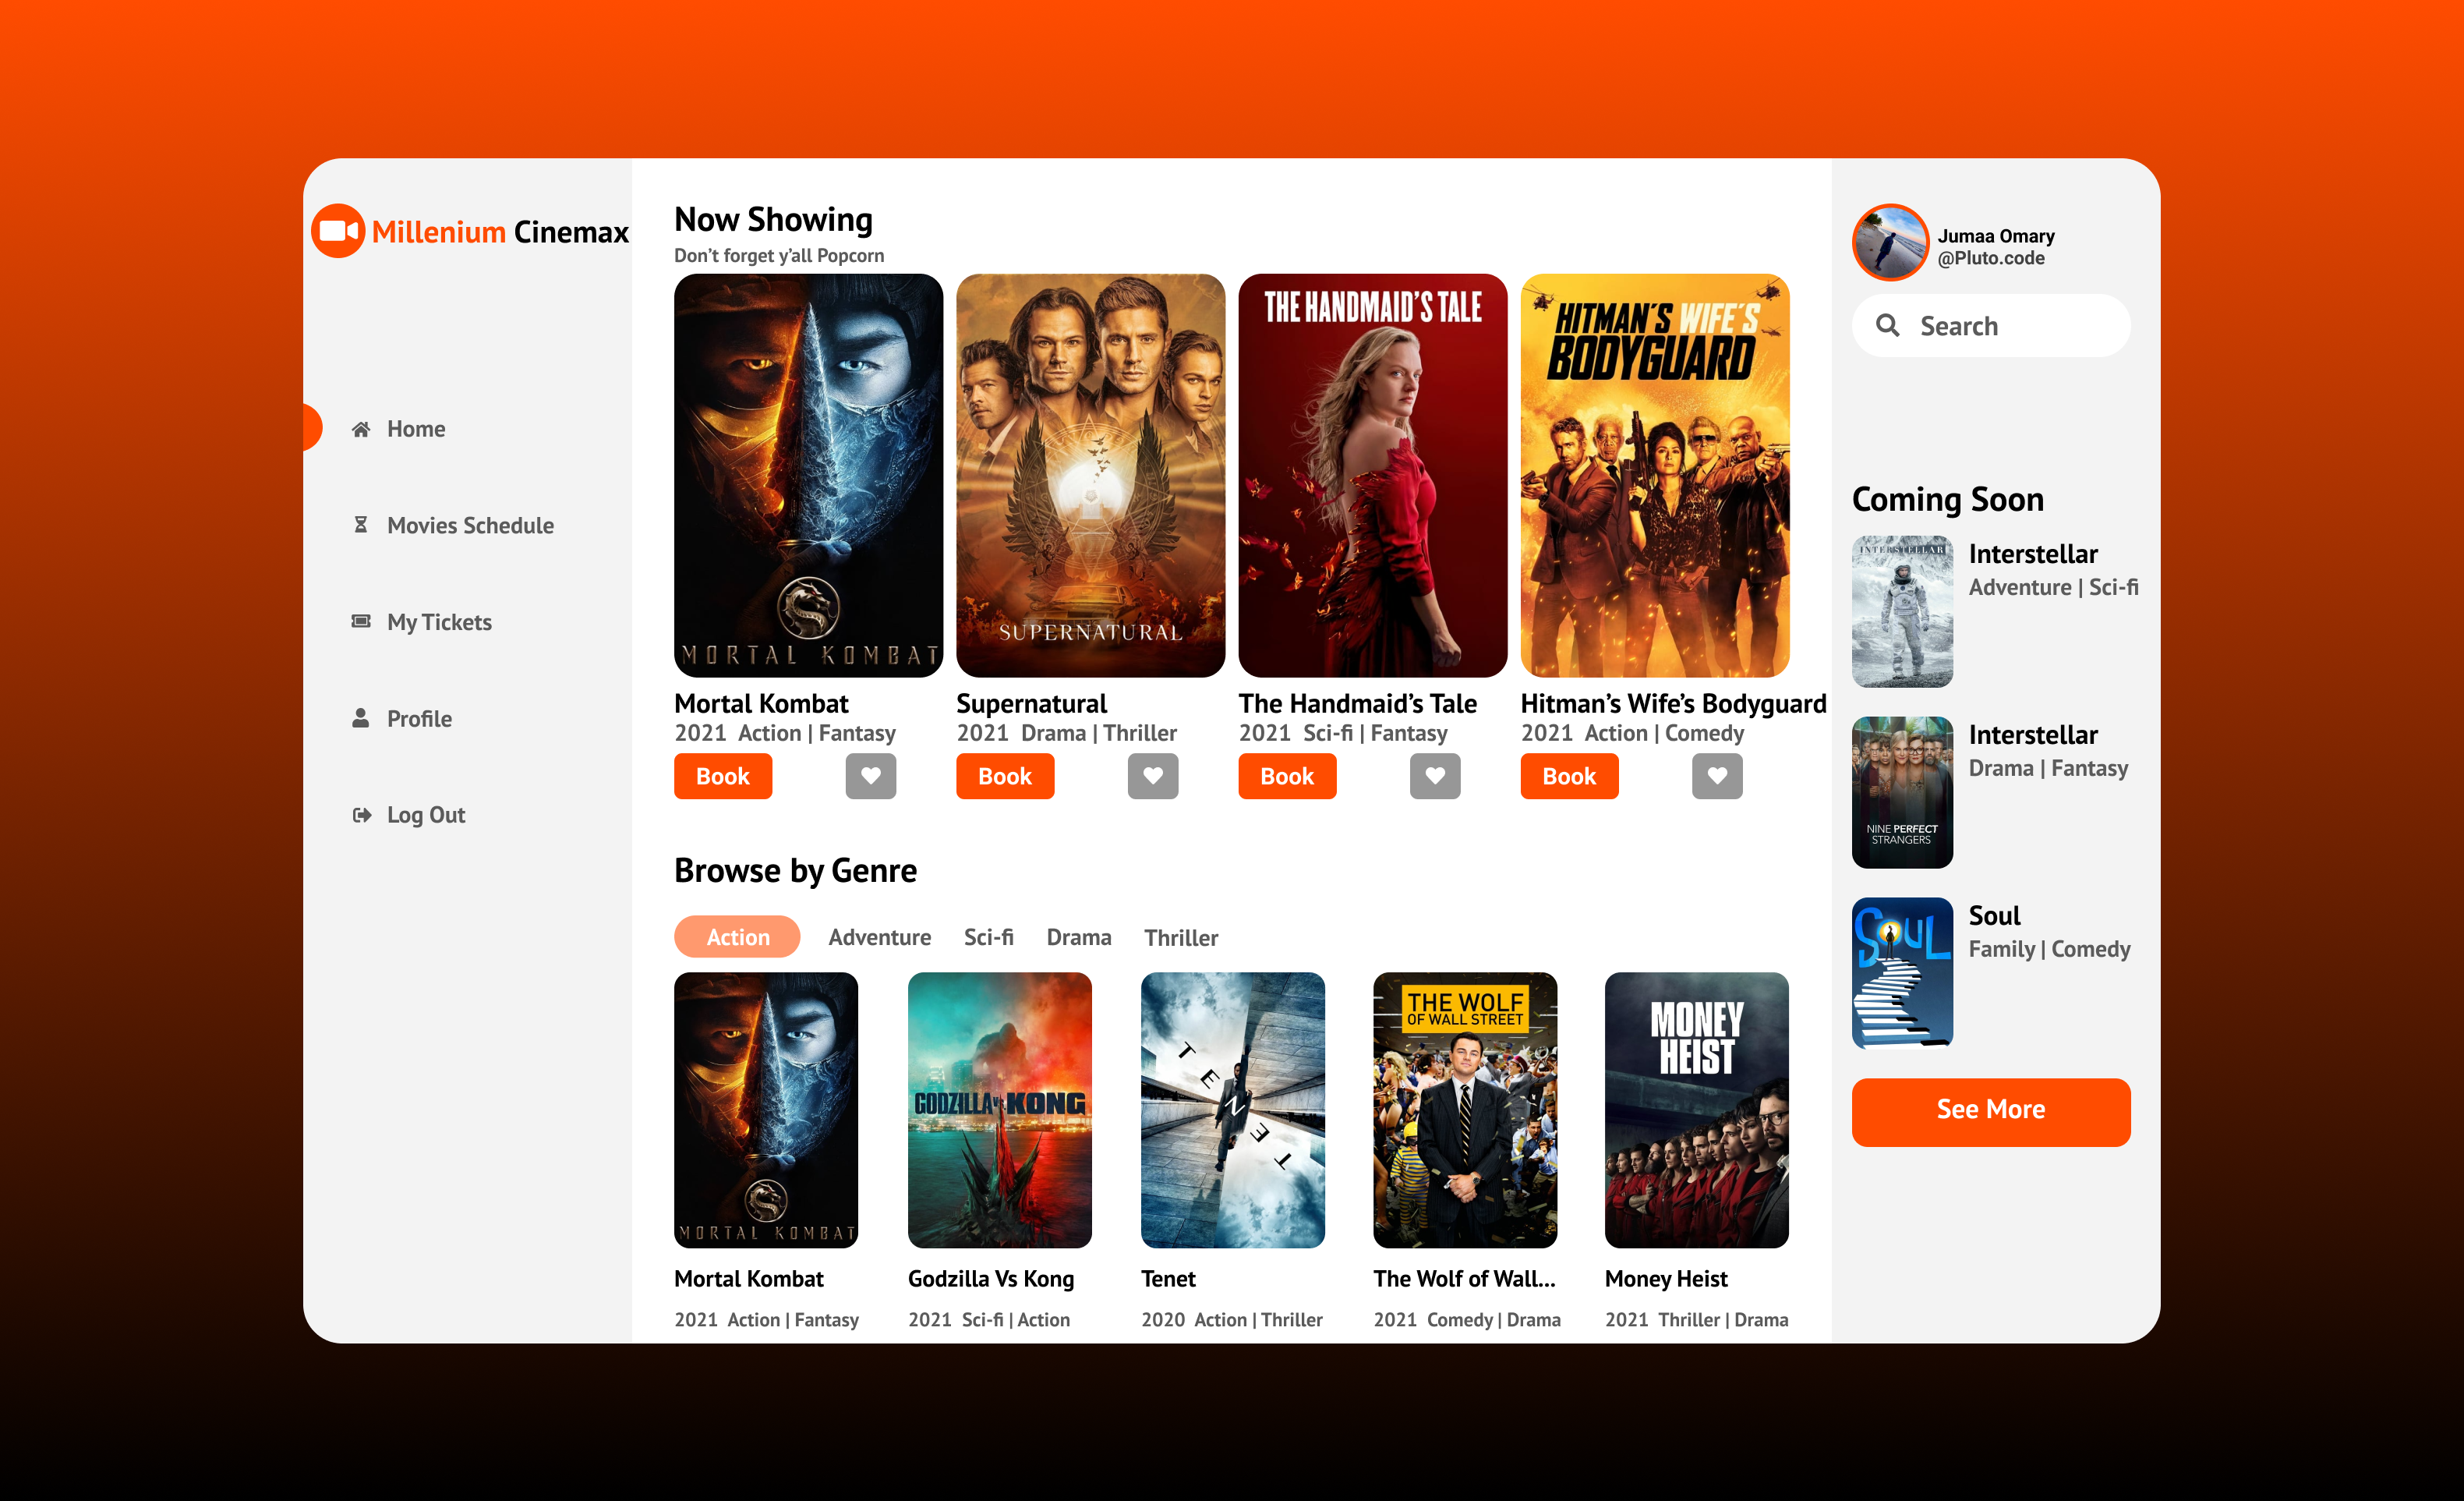 Millenium Cinemax
Home
Movies Schedule
My Tickets
Profile
Log Out
Now Showing
Don’t forget y’all Popcorn
MORTAL KOMBAT
SUPERNATURAL
THE HANDMAID'S TALE
HITMAN'S WIFE'S
BODYGUARD
Mortal Kombat
2021 Action | Fantasy
Book
Supernatural
2021 Drama | Thriller
Book
The Handmaid’s Tale
2021 Sci-fi | Fantasy
Book
Hitman’s Wife’s Bodyguard
2021 Action | Comedy
Book
Browse by Genre
Action Adventure Sci-fi Drama Thriller
MORTAL KOMBAT
GODZILLA vs KONG
TENET
THE WOLF
OF WALL STREET
MONEY
HEIST
Mortal Kombat
2021 Action | Fantasy
Godzilla Vs Kong
2021 Sci-fi | Action
Tenet
2020 Action | Thriller
The Wolf of Wall...
2021 Comedy | Drama
Money Heist
2021 Thriller | Drama
Jumaa Omary
@Pluto.code
Search
Coming Soon
INTERSTELLAR
Interstellar
Adventure | Sci-fi
NINE PERFECT
STRANGERS
Interstellar
Drama | Fantasy
SOUL
Soul
Family | Comedy
See More